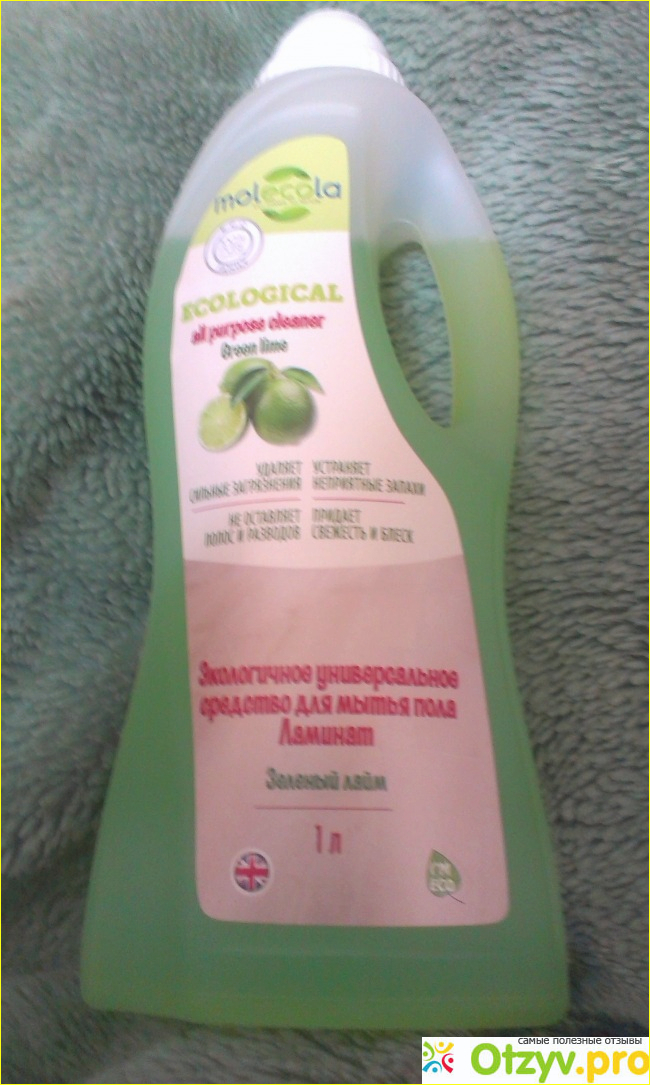 molecola
ECOLOGICAL
all purpose cleaner
Green lime
УДАЛЯЕТ
СИЛЬНЫЕ ЗАГРЯЗНЕНИЯ
УСТРАНЯЕТ
НЕПРИЯТНЫЕ ЗАПАХИ
НЕ ОСТАВЛЯЕТ
ПОЛОС И РАЗВОДОВ
ПРИДАЕТ
СВЕЖЕСТЬ И БЛЕСК
Экологичное универсальное
средство для мытья пола
Ламинат
Зеленый лайм
1 л
I'M
ECO
самые полезные отзывы
Otzyv.pro